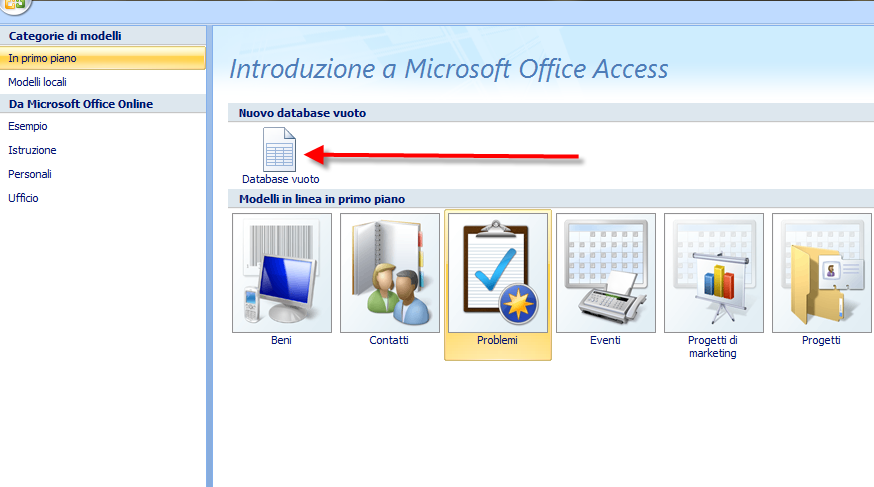 Categorie di modelli
In primo piano
Modelli locali
Da Microsoft Office Online
Esempio
Istruzione
Personali
Ufficio
Introduzione a Microsoft Office Access
Nuovo database vuoto
Database vuoto
Modelli in linea in primo piano
Beni
Contatti
Problemi
Eventi
Progetti di
marketing
Progetti